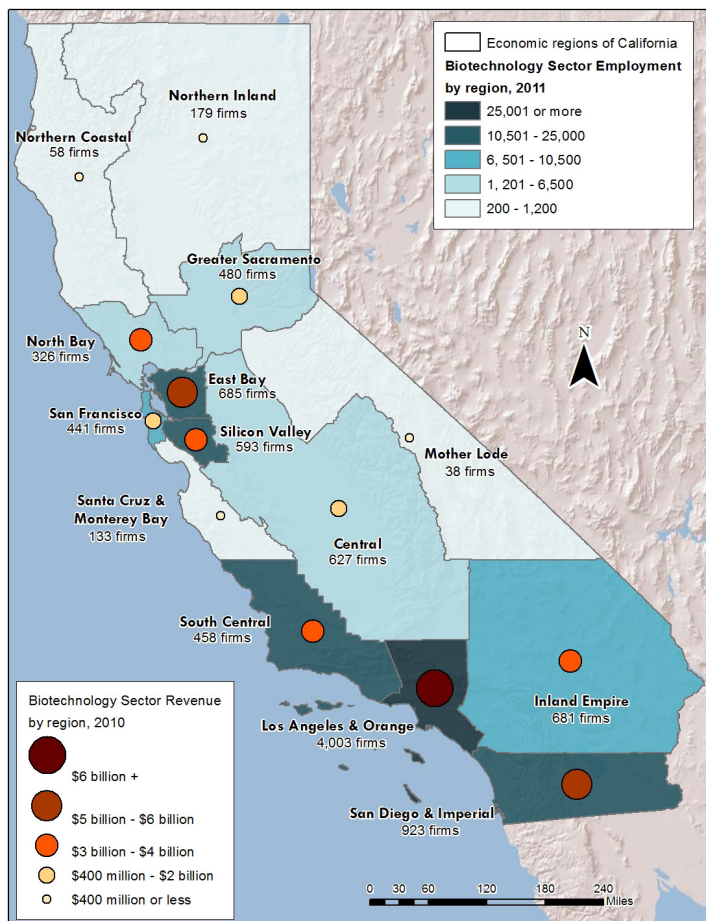 Economic regions of California
Biotechnology Sector Employment
by region, 2011
25,001 or more
10,501 - 25,000
6, 501 - 10,500
1, 201 - 6,500
200 - 1,200
Northern Inland
179 firms
Northern Coastal
58 firms
Greater Sacramento
480 firms
N
North Bay
326 firms
East Bay
685 firms
San Francisco
441 firms
Silicon Valley
593 firms
Mother Lode
38 firms
Santa Cruz &
Monterey Bay
133 firms
Central
627 firms
South Central
458 firms
Inland Empire
681 firms
Los Angeles & Orange
4,003 firms
San Diego & Imperial
923 firms
Biotechnology Sector Revenue
by region, 2010
$6 billion +
$5 billion - $6 billion
$3 billion - $4 billion
$400 million - $2 billion
$400 million or less
0 30 60 120 180 240
Miles